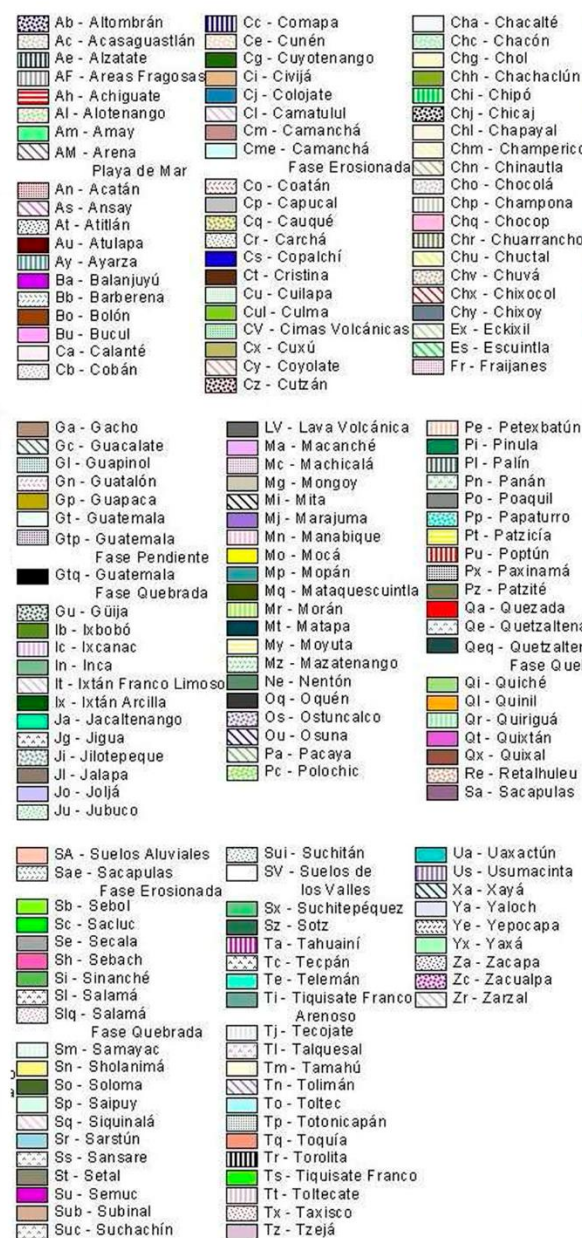 Ab - Altombrán
Ac - Acasaguastlán
Ae - Alzatate
AF - Areas Fragosas
Ah - Achiguate
Al - Alotenango
Am - Amay
AM - Arena
Playa de Mar
An - Acatán
As - Ansay
At - Atitlán
Au - Atulapa
Ay - Ayarza
Ba - Balanjuyú
Bb - Barberena
Bo - Bolón
Bu - Bucul
Ca - Calanté
Cb - Cobán
Cc - Comapa
Ce - Cunén
Cg - Cuyotenango
Ci - Civijá
Cj - Colojate
Cl - Camatulul
Cm - Camanchá
Cme - Camanchá
Fase Erosionada
Co - Coatán
Cp - Capucal
Cq - Cauqué
Cr - Carchá
Cs - Copalchí
Ct - Cristina
Cu - Cuilapa
Cul - Culma
CV - Cimas Volcánicas
Cx - Cuxú
Cy - Coyolate
Cz - Cutzán
Cha - Chacalté
Chc - Chacón
Chg - Chol
Chh - Chachaclún
Chi - Chipó
Chj - Chicaj
Chl - Chapayal
Chm - Champerico
Chn - Chinautla
Cho - Chocolá
Chp - Champona
Chq - Chocop
Chr - Chuarrancho
Chu - Chuctal
Chv - Chuvá
Chx - Chixocol
Chy - Chixoy
Ex - Eckixil
Es - Escuintla
Fr - Fraijanes
Ga - Gacho
Gc - Guacalate
Gl - Guapinol
Gn - Guatalón
Gp - Guapaca
Gt - Guatemala
Gtp - Guatemala
Fase Pendiente
Gtq - Guatemala
Fase Quebrada
Gu - Güija
Ib - Ixbobó
Ic - Ixcanac
In - Inca
It - Ixtán Franco Limoso
Ix - Ixtán Arcilla
Ja - Jacaltenango
Jg - Jigua
Ji - Jilotepeque
Jl - Jalapa
Jo - Joljá
Ju - Jubuco
LV - Lava Volcánica
Ma - Macanché
Mc - Machicalá
Mg - Mongoy
Mi - Mita
Mj - Marajuma
Mn - Manabique
Mo - Mocá
Mp - Mopán
Mq - Mataquescuintla
Mr - Morán
Mt - Matapa
My - Moyuta
Mz - Mazatenango
Ne - Nentón
Oq - Oquén
Os - Ostuncalco
Ou - Osuna
Pa - Pacaya
Pc - Polochic
Pe - Petexbatún
Pi - Pinula
Pl - Palín
Pn - Panán
Po - Poaquil
Pp - Papaturro
Pt - Patzicía
Pu - Poptún
Px - Paxinamá
Pz - Patzité
Qa - Quezada
Qe - Quetzaltena
Qeq - Quetzalten
Fase Que
Qi - Quiché
Ql - Quinil
Qr - Quiriguá
Qt - Quixtán
Qx - Quixal
Re - Retalhuleu
Sa - Sacapulas
SA - Suelos Aluviales
Sae - Sacapulas
Fase Erosionada
Sb - Sebol
Sc - Sacluc
Se - Secala
Sh - Sebach
Si - Sinanché
Sl - Salamá
Slq - Salamá
Fase Quebrada
Sm - Samayac
Sn - Sholanimá
So - Soloma
Sp - Saipuy
Sq - Siquinalá
Sr - Sarstún
Ss - Sansare
St - Setal
Su - Semuc
Sub - Subinal
Suc - Suchachín
Sui - Suchitán
SV - Suelos de
los Valles
Sx - Suchitepéquez
Sz - Sotz
Ta - Tahuainí
Tc - Tecpán
Te - Telemán
Ti - Tiquisate Franco
Arenoso
Tj - Tecojate
Tl - Talquesal
Tm - Tamahú
Tn - Tolimán
To - Toltec
Tp - Totonicapán
Tq - Toquía
Tr - Torolita
Ts - Tiquisate Franco
Tt - Toltecate
Tx - Taxisco
Tz - Tzejá
Ua - Uaxactún
Us - Usumacinta
Xa - Xayá
Ya - Yaloch
Ye - Yepocapa
Yx - Yaxá
Za - Zacapa
Zc - Zacualpa
Zr - Zarzal